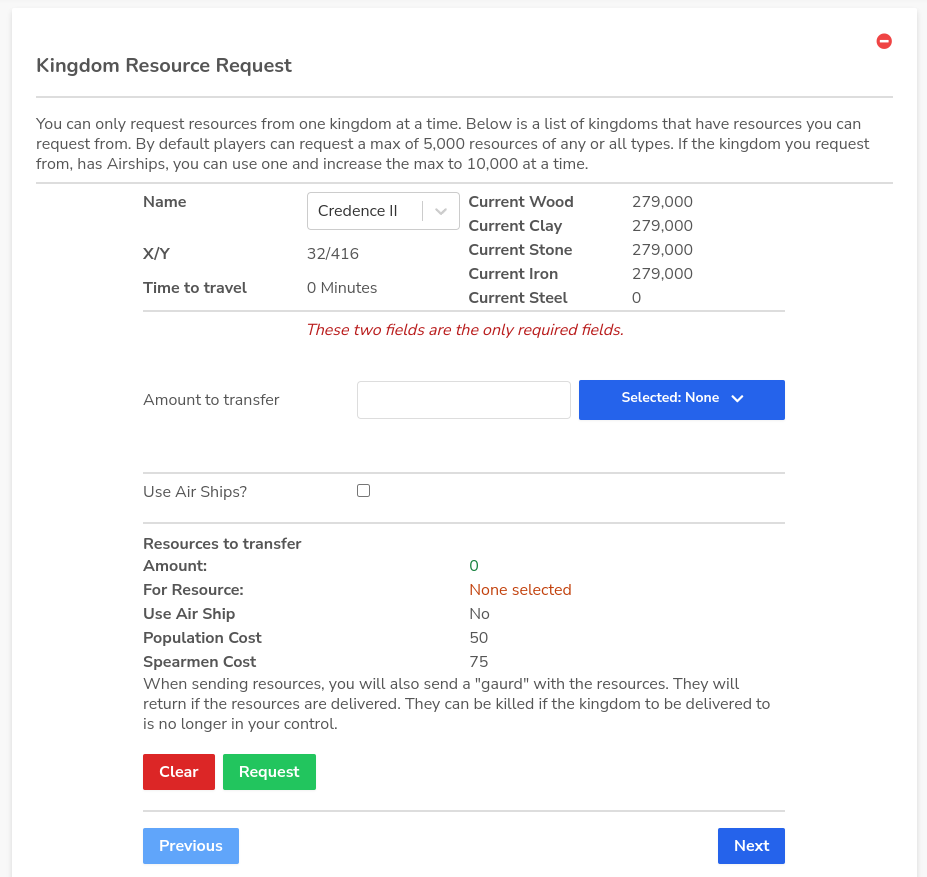 Kingdom Resource Request
You can only request resources from one kingdom at a time. Below is a list of kingdoms that have resources you can
request from. By default players can request a max of 5,000 resources of any or all types. If the kingdom you request
from, has Airships, you can use one and increase the max to 10,000 at a time.
Name Credence II
X/Y 32/416
Time to travel 0 Minutes
Current Wood 279,000
Current Clay 279,000
Current Stone 279,000
Current Iron 279,000
Current Steel 0
These two fields are the only required fields.
Amount to transfer Selected: None
Use Air Ships?
Resources to transfer
Amount: 0
For Resource: None selected
Use Air Ship No
Population Cost 50
Spearmen Cost 75
When sending resources, you will also send a "gaurd" with the resources. They will
return if the resources are delivered. They can be killed if the kingdom to be delivered to
is no longer in your control.
Clear Request
Previous Next